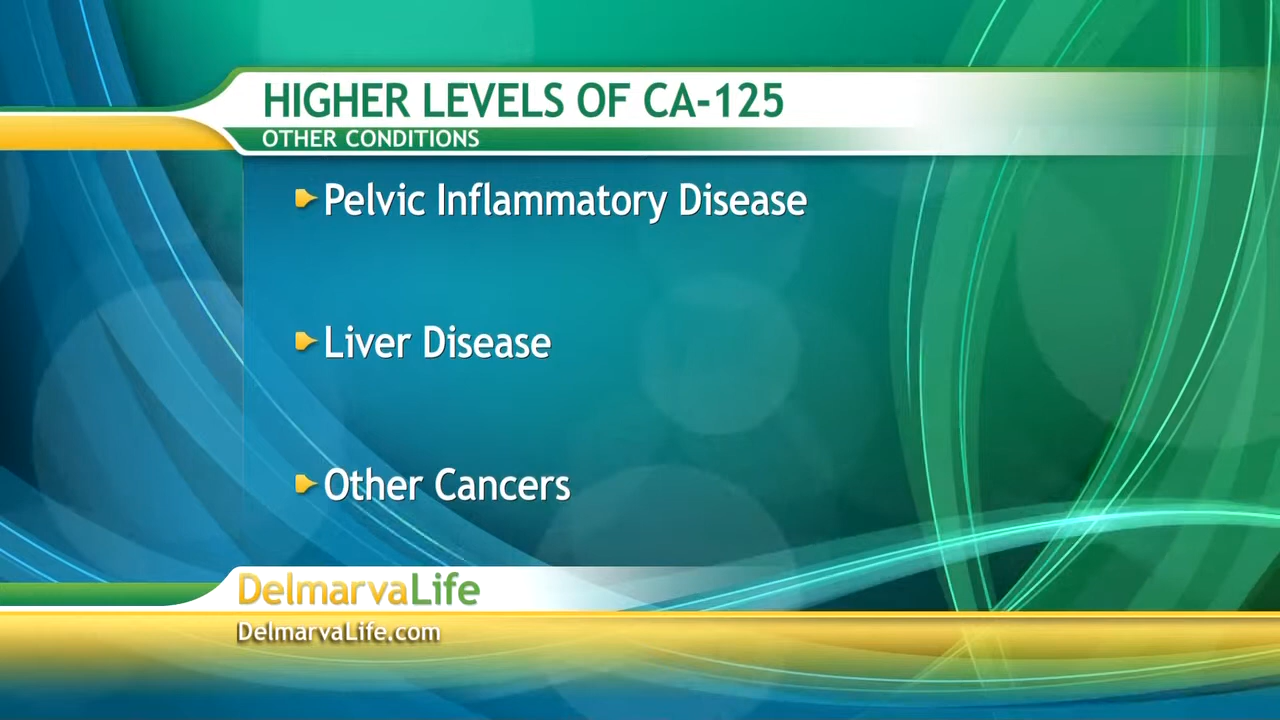 HIGHER LEVELS OF CA-125
OTHER CONDITIONS
Pelvic Inflammatory Disease
Liver Disease
Other Cancers
DelmarvaLife
DelmarvaLife.com